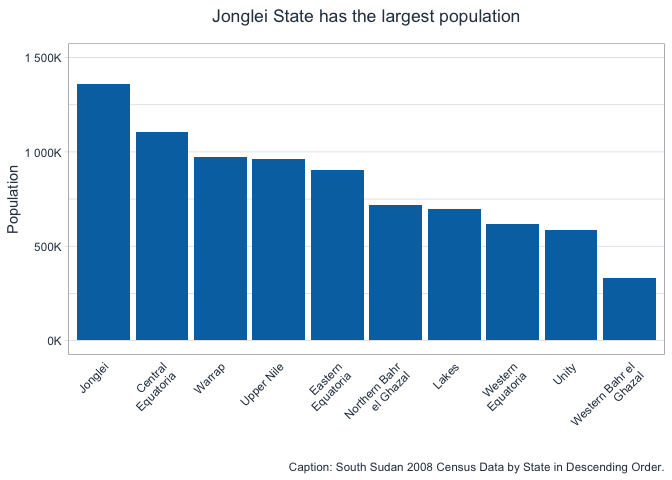 Jonglei State has the largest population
Population
1 500K
1 000K
500K
0K
Jonglei
Central
Equatoria
Warrap
Upper Nile
Eastern
Equatoria
Northern Bahr
el Ghazal
Lakes
Western
Equatoria
Unity
Western Bahr el
Ghazal
Caption: South Sudan 2008 Census Data by State in Descending Order.